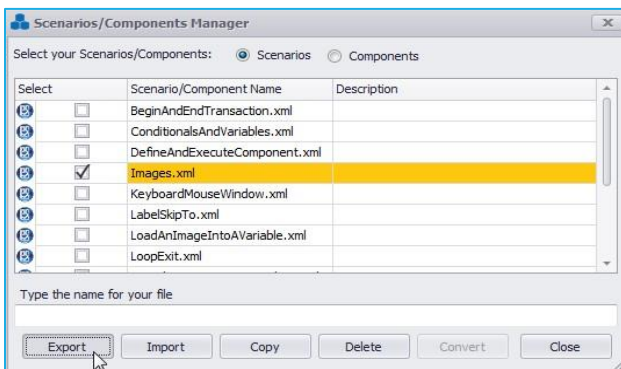 Scenarios/Components Manager
Select your Scenarios/Components: Scenarios Components
Select Scenario/Component Name Description
BeginAndEndTransaction.xml
ConditionalsAndVariables.xml
DefineAndExecuteComponent.xml
Images.xml
KeyboardMouseWindow.xml
LabelSkipTo.xml
LoadAnImageIntoAVariable.xml
LoopExit.xml
Type the name for your file
Export Import Copy Delete Convert Close